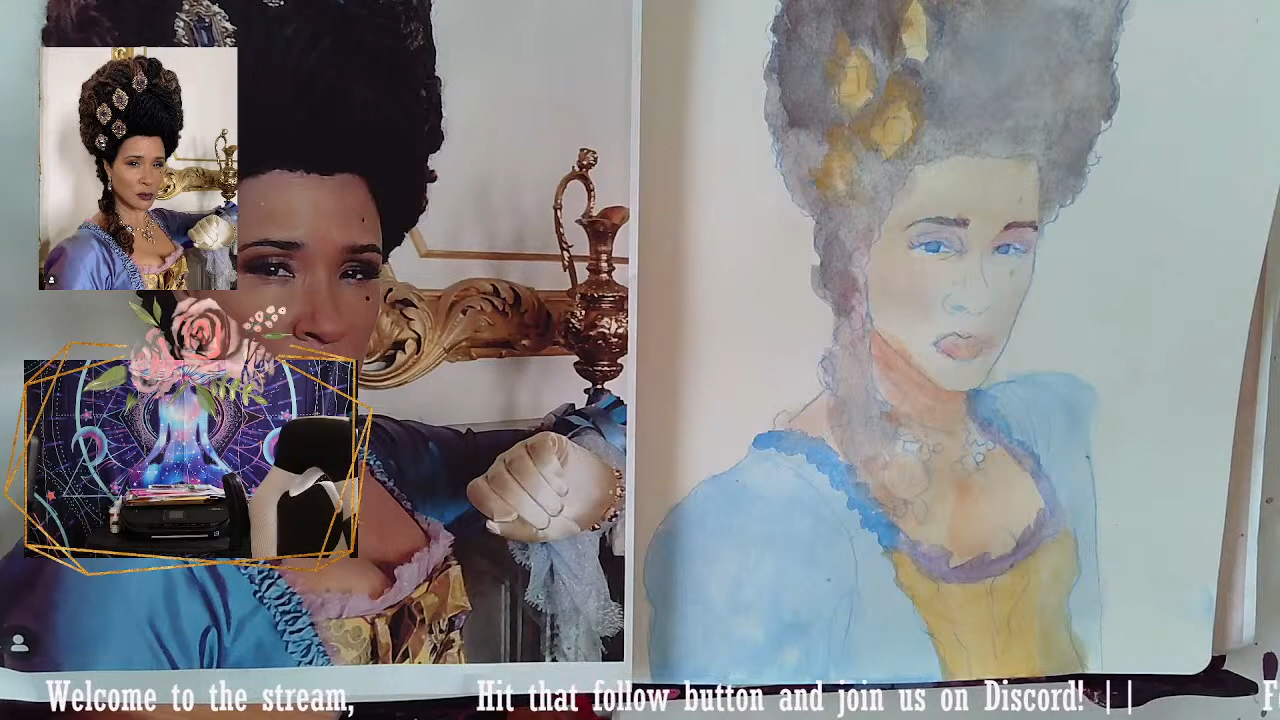 Welcome to the stream, Hit that follow button and join us on Discord! | | F